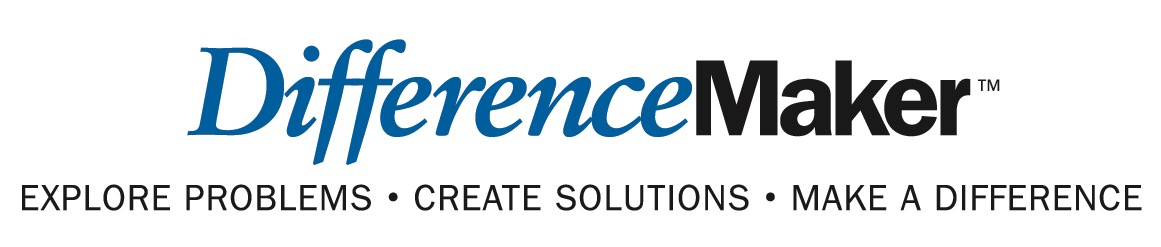 DifferenceMaker™
EXPLORE PROBLEMS • CREATE SOLUTIONS • MAKE A DIFFERENCE